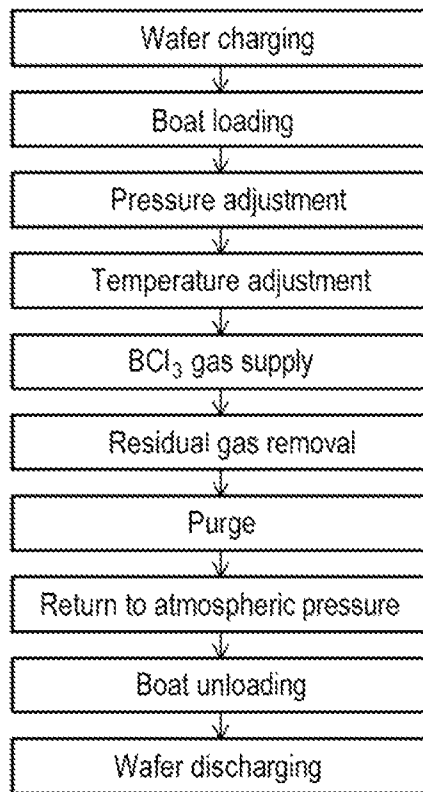 Wafer charging
Boat loading
Pressure adjustment
Temperature adjustment
BCl₃ gas supply
Residual gas removal
Purge
Return to atmospheric pressure
Boat unloading
Wafer discharging